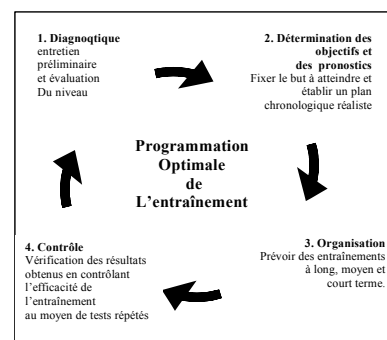 1. Diagnoqtique
entretien
préliminaire
et évaluation
Du niveau
2. Détermination des
objectifs et
des pronostics
Fixer le but à atteindre et
établir un plan
chronologique réaliste
Programmation
Optimale
de
L'entraînement
3. Organisation
Prévoir des entraînements
à long, moyen et
court terme.
4. Contrôle
Vérification des résultats
obtenus en contrôlant
l'efficacité de
l'entraînement
au moyen de tests répétés